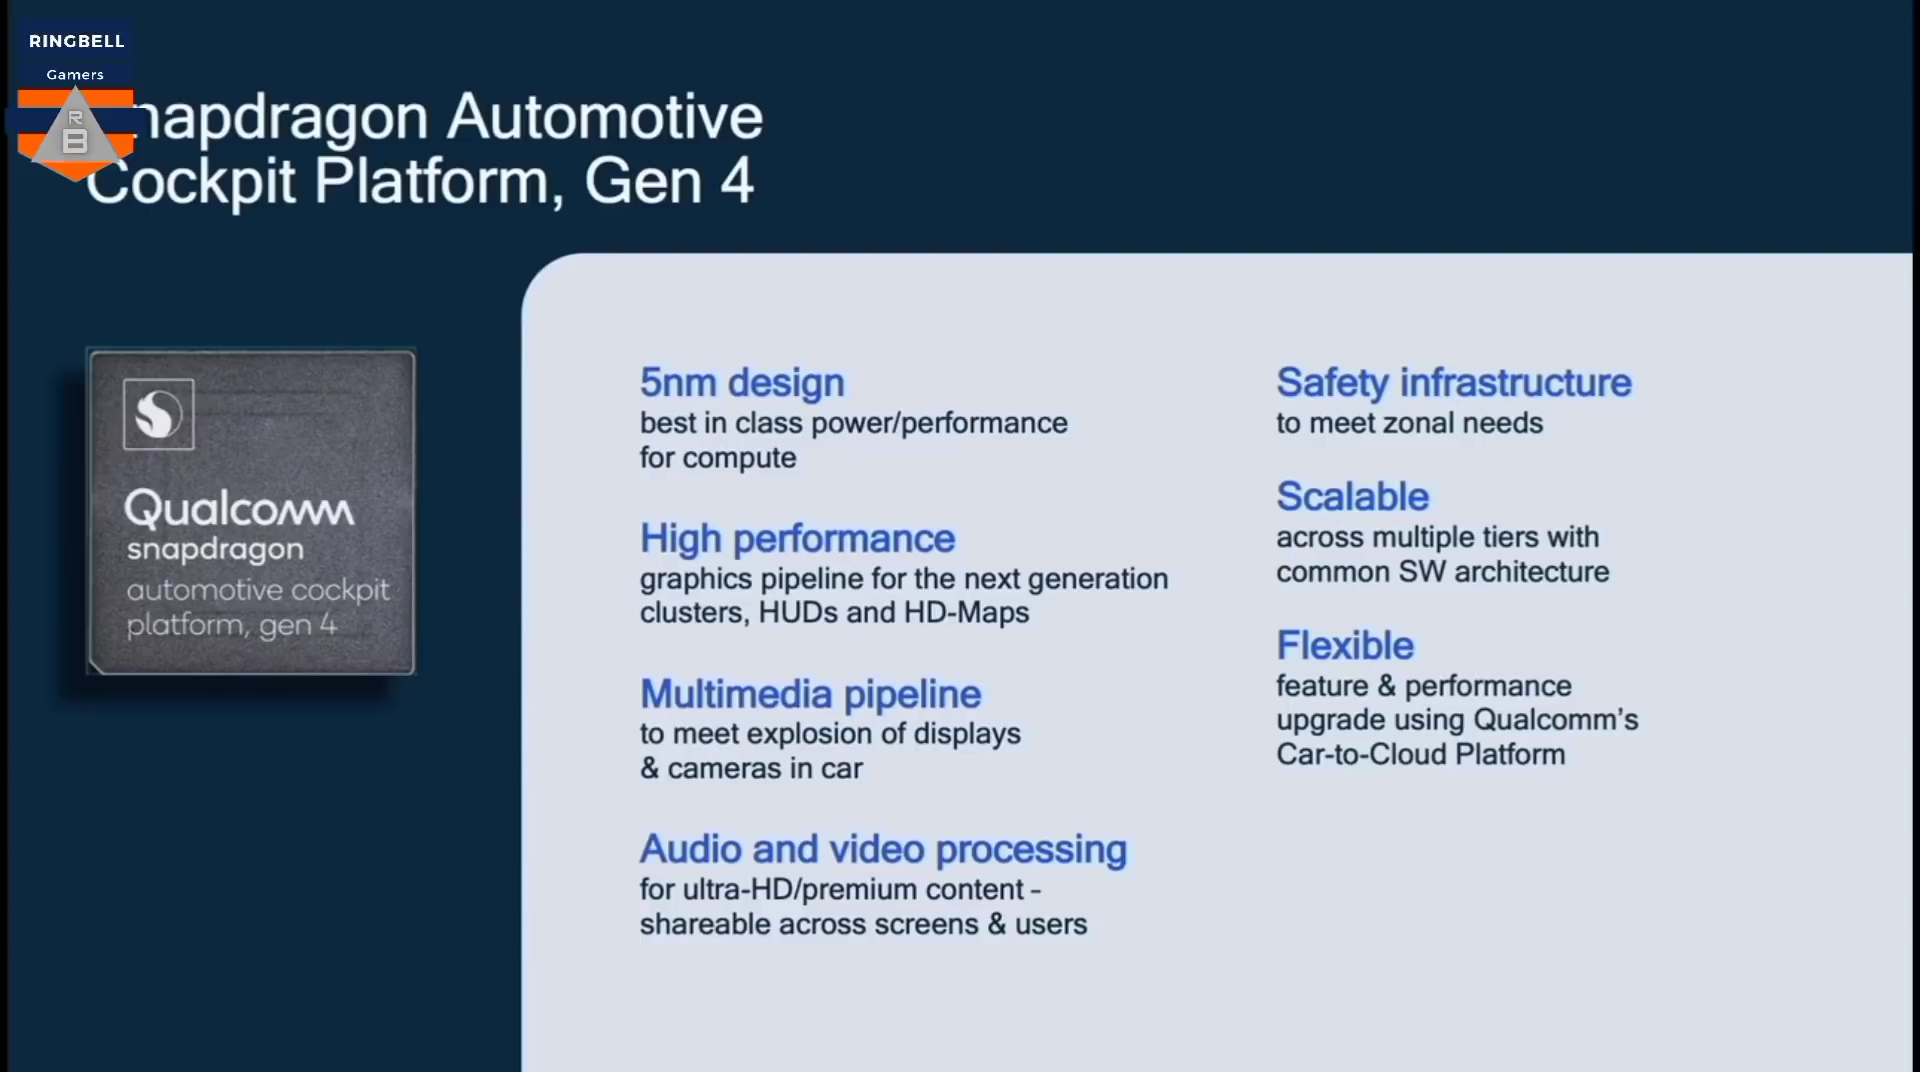 RINGBELL
Gamers
R
B
Snapdragon Automotive
Cockpit Platform, Gen 4
Qualcomm
snapdragon
automotive cockpit
platform, gen 4
5nm design
best in class power/performance
for compute
High performance
graphics pipeline for the next generation
clusters, HUDs and HD-Maps
Multimedia pipeline
to meet explosion of displays
& cameras in car
Audio and video processing
for ultra-HD/premium content -
shareable across screens & users
Safety infrastructure
to meet zonal needs
Scalable
across multiple tiers with
common SW architecture
Flexible
feature & performance
upgrade using Qualcomm’s
Car-to-Cloud Platform